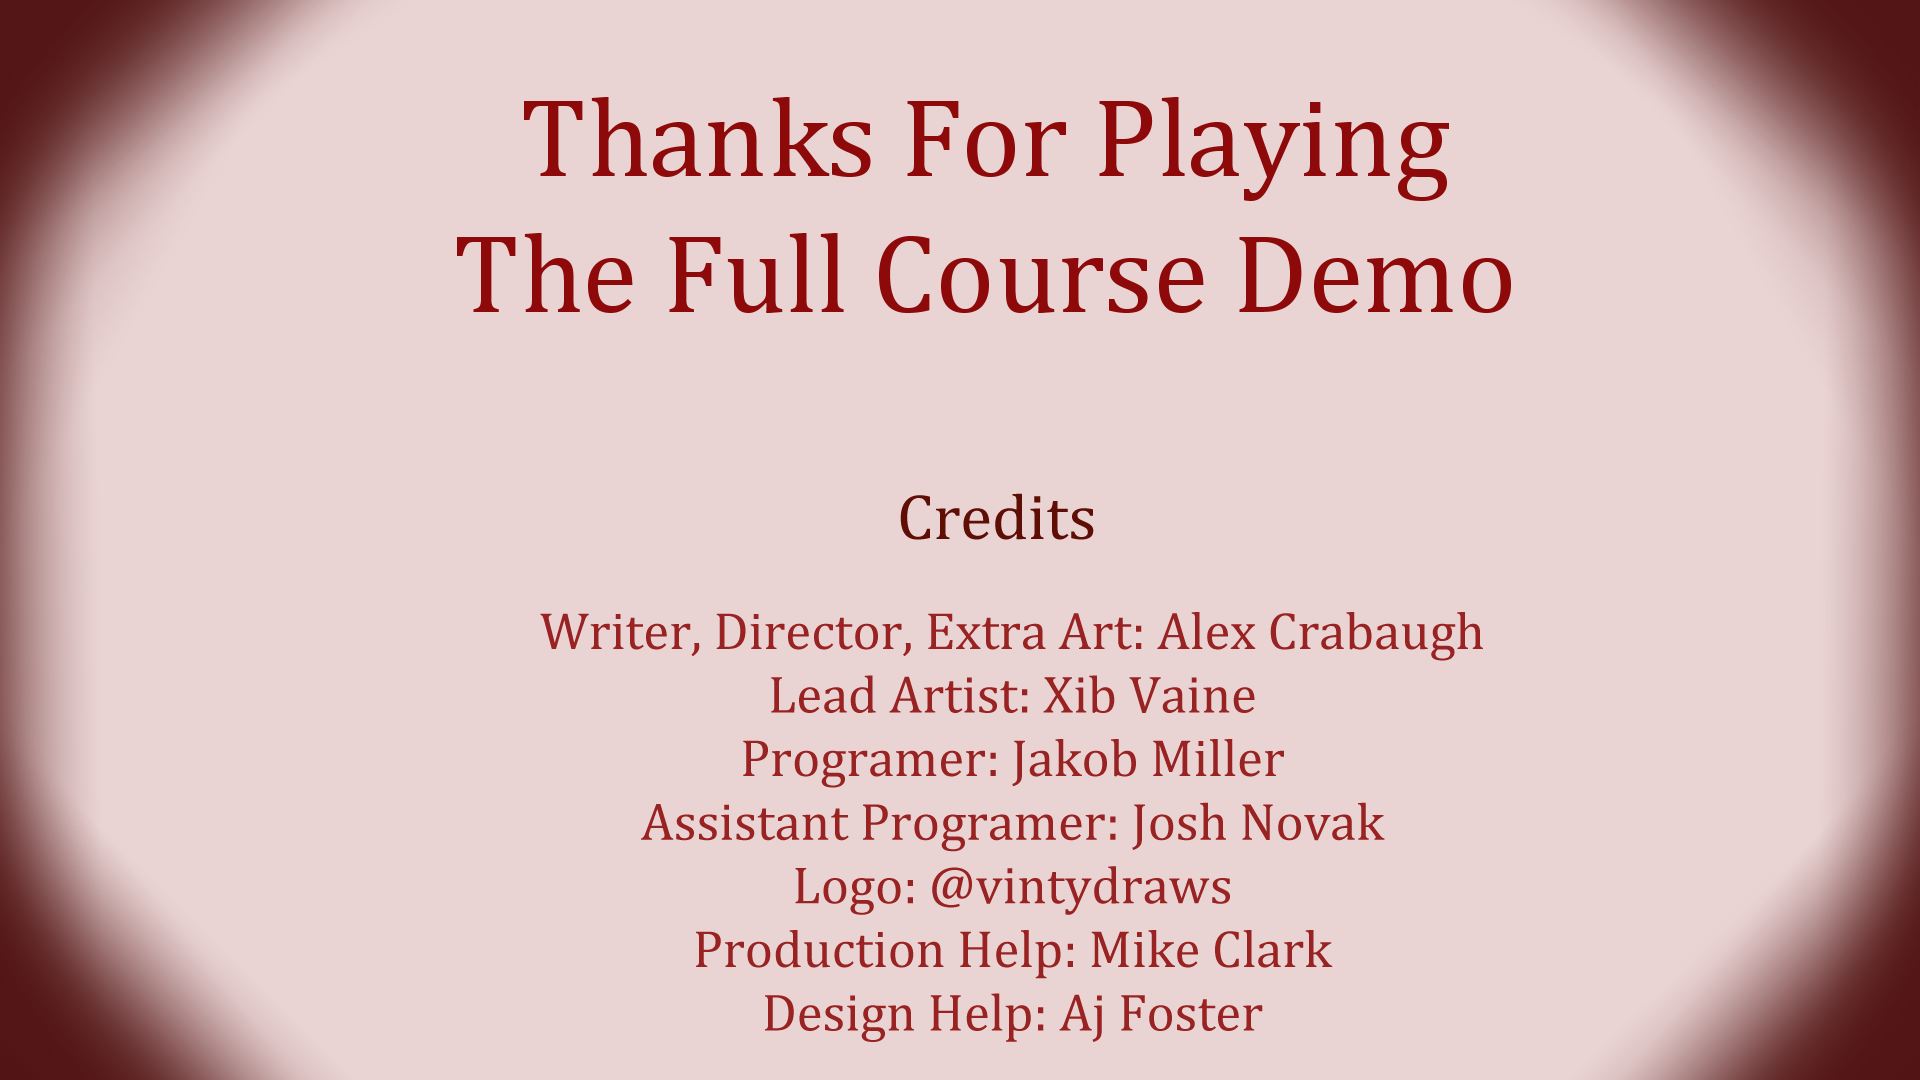 Thanks For Playing
The Full Course Demo
Credits
Writer, Director, Extra Art: Alex Crabaugh
Lead Artist: Xib Vaine
Programer: Jakob Miller
Assistant Programer: Josh Novak
Logo: @vintydraws
Production Help: Mike Clark
Design Help: Aj Foster